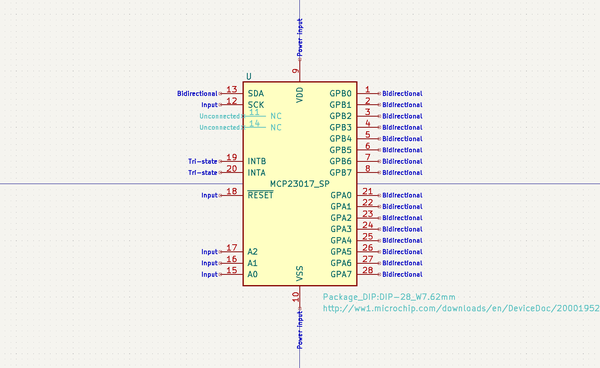 Power input
9
U
VDD
Bidirectional 13 SDA GPB0 1 Bidirectional
Input 12 SCK GPB1 2 Bidirectional
Unconnected 11 NC GPB2 3 Bidirectional
Unconnected 14 NC GPB3 4 Bidirectional
GPB4 5 Bidirectional
GPB5 6 Bidirectional
Tri-state 19 INTB GPB6 7 Bidirectional
Tri-state 20 INTA GPB7 8 Bidirectional
MCP23017_SP
Input 18 RESET GPA0 21 Bidirectional
GPA1 22 Bidirectional
GPA2 23 Bidirectional
GPA3 24 Bidirectional
GPA4 25 Bidirectional
Input 17 A2 GPA5 26 Bidirectional
Input 16 A1 GPA6 27 Bidirectional
Input 15 A0 GPA7 28 Bidirectional
VSS
10
Power input
Package_DIP:DIP-28_W7.62mm
http://ww1.microchip.com/downloads/en/DeviceDoc/20001952